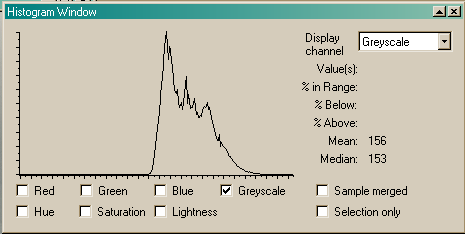 Histogram Window
Display channel
Greyscale
Value(s):
% in Range:
% Below:
% Above:
Mean: 156
Median: 153
Red Green Blue Greyscale Sample merged
Hue Saturation Lightness Selection only